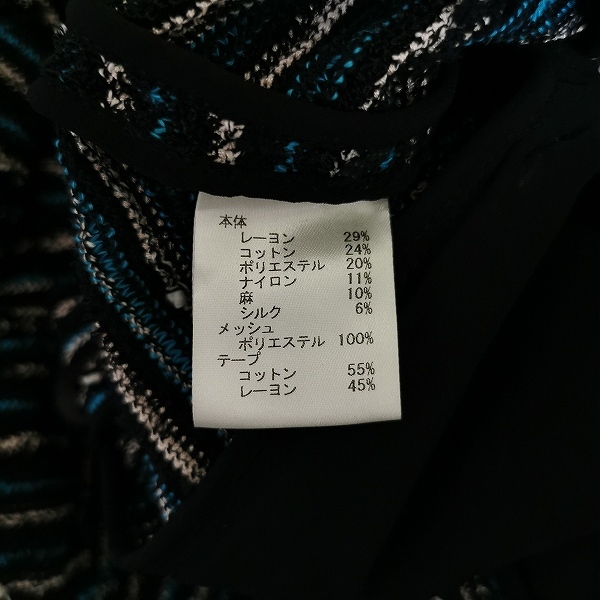 本体
レーヨン 29%
コットン 24%
ポリエステル 20%
ナイロン 11%
麻 10%
シルク 6%
メッシュ
ポリエステル 100%
テープ
コットン 55%
レーヨン 45%